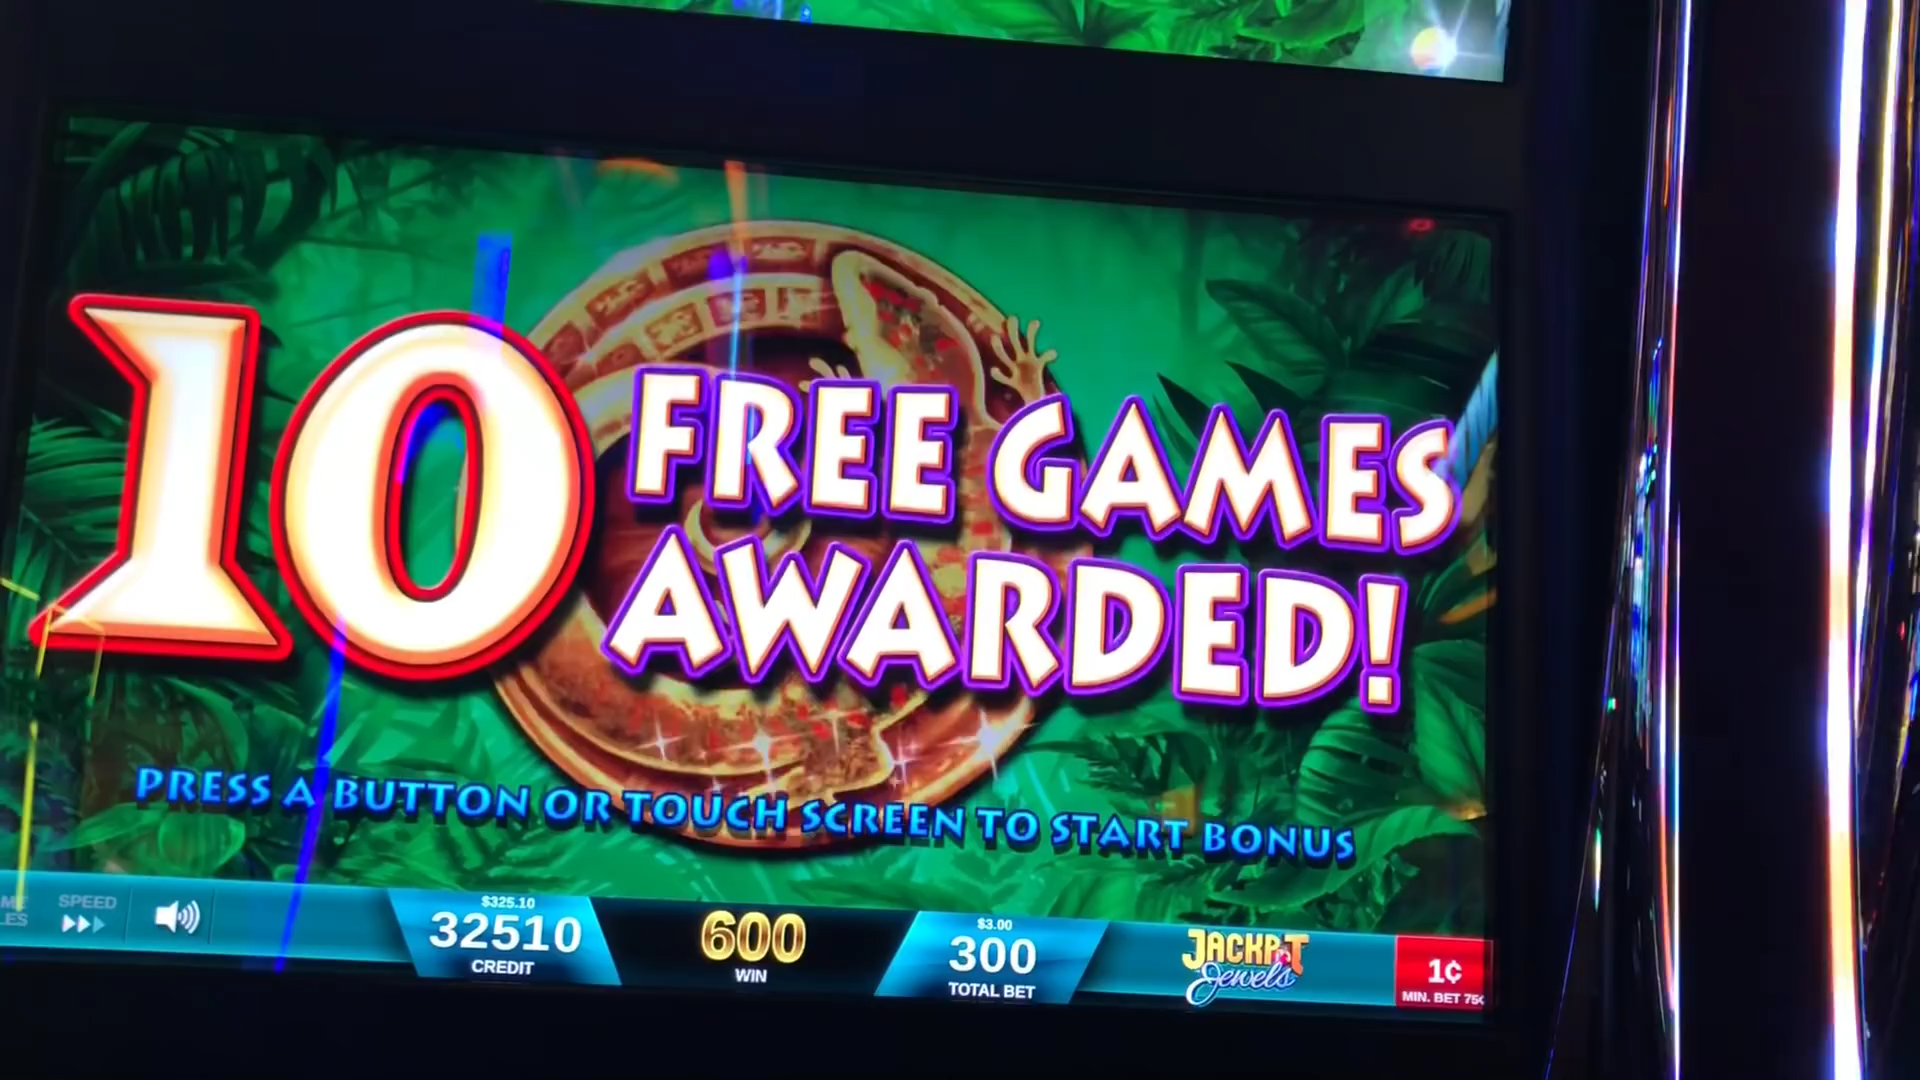 10 FREE GAMES
AWARDED!
PRESS A BUTTON OR TOUCH SCREEN TO START BONUS
SPEED
$325.10
32510
CREDIT
600
WIN
$3.00
300
TOTAL BET
JACKPOT
Jewels
1¢
MIN. BET 75¢